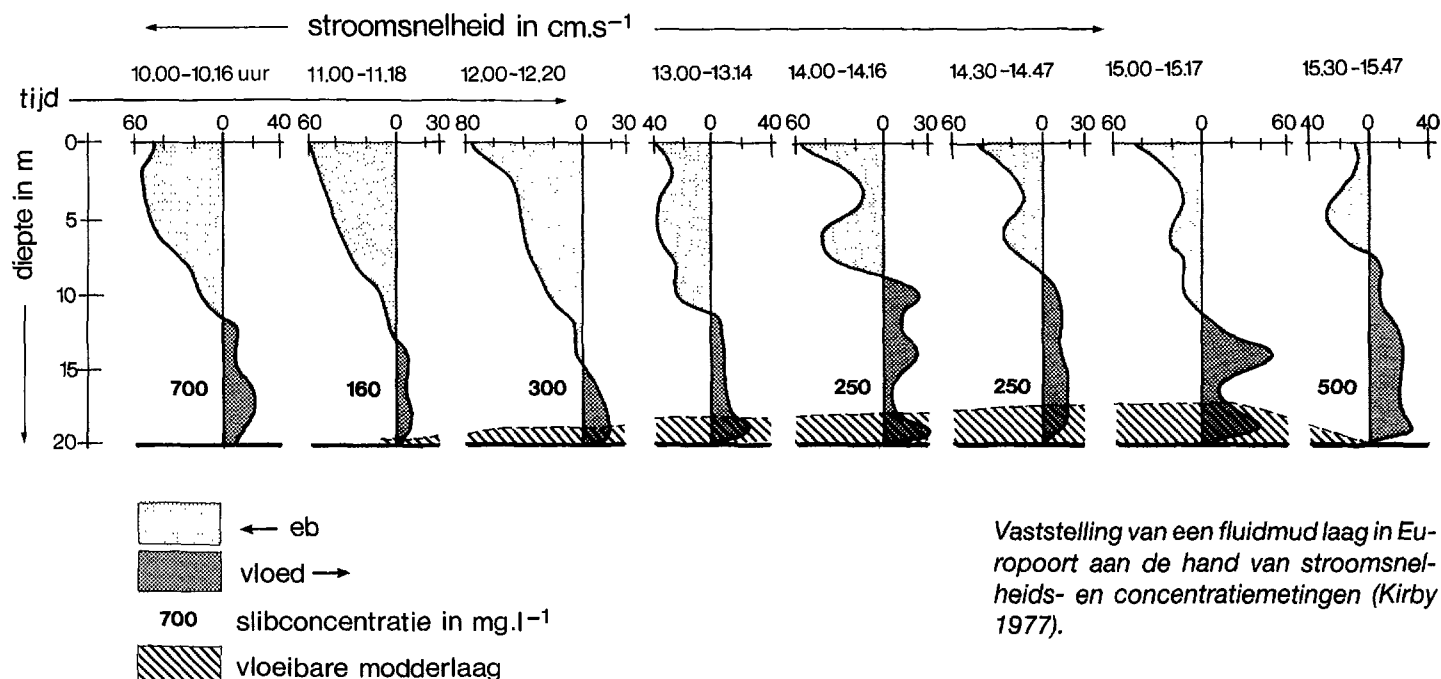 stroomsnelheid in cm.s⁻¹
10.00–10.16 uur 11.00–11.18 12.00–12.20 13.00–13.14 14.00–14.16 14.30–14.47 15.00–15.17 15.30–15.47
tijd
60 0 40 60 0 30 80 0 30 40 0 40 60 0 30 60 0 30 60 0 60 40 0 40
diepte in m
0
5
10
15
20
700 160 300 250 250 500
← eb
vloed →
700 slibconcentratie in mg.l⁻¹
vloeibare modderlaag
Vaststelling van een fluidmud laag in Eu-
ropoort aan de hand van stroomsnel-
heids- en concentratiemetingen (Kirby
1977).